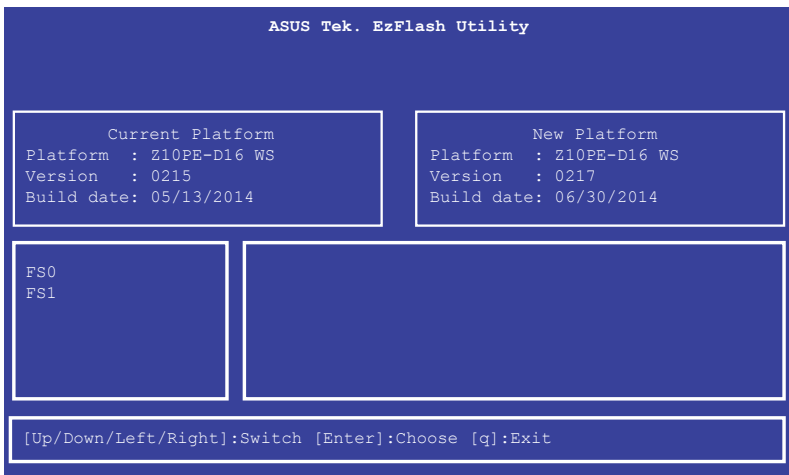 ASUS Tek. EzFlash Utility
Current Platform
Platform : Z10PE-D16 WS
Version : 0215
Build date: 05/13/2014
New Platform
Platform : Z10PE-D16 WS
Version : 0217
Build date: 06/30/2014
FS0
FS1
[Up/Down/Left/Right]:Switch [Enter]:Choose [q]:Exit